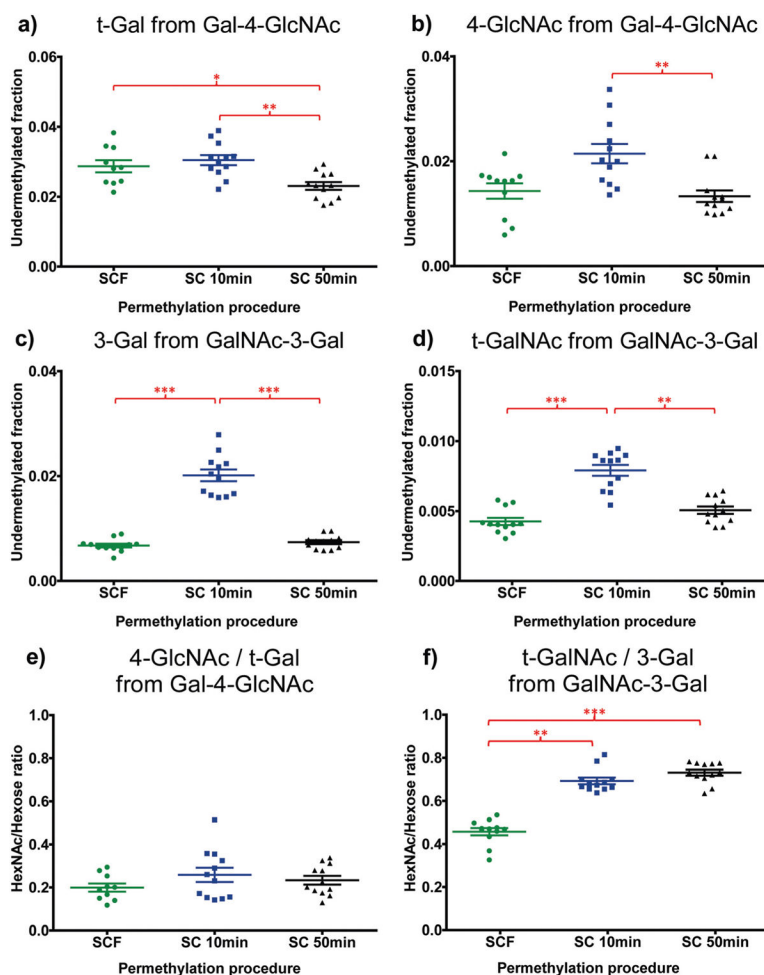 a)
t-Gal from Gal-4-GlcNAc
Undermethylated fraction
0.06
0.04
0.02
0.00
*
**
SCF
SC 10min
SC 50min
Permethylation procedure
b)
4-GlcNAc from Gal-4-GlcNAc
Undermethylated fraction
0.04
0.02
0.00
**
SCF
SC 10min
SC 50min
Permethylation procedure
c)
3-Gal from GalNAc-3-Gal
Undermethylated fraction
0.04
0.02
0.00
***
***
SCF
SC 10min
SC 50min
Permethylation procedure
d)
t-GalNAc from GalNAc-3-Gal
Undermethylated fraction
0.015
0.010
0.005
0.000
***
**
SCF
SC 10min
SC 50min
Permethylation procedure
e)
4-GlcNAc / t-Gal
from Gal-4-GlcNAc
HexNAc/Hexose ratio
1.0
0.8
0.6
0.4
0.2
0.0
SCF
SC 10min
SC 50min
Permethylation procedure
f)
t-GalNAc / 3-Gal
from GalNAc-3-Gal
HexNAc/Hexose ratio
1.0
0.8
0.6
0.4
0.2
0.0
***
**
SCF
SC 10min
SC 50min
Permethylation procedure